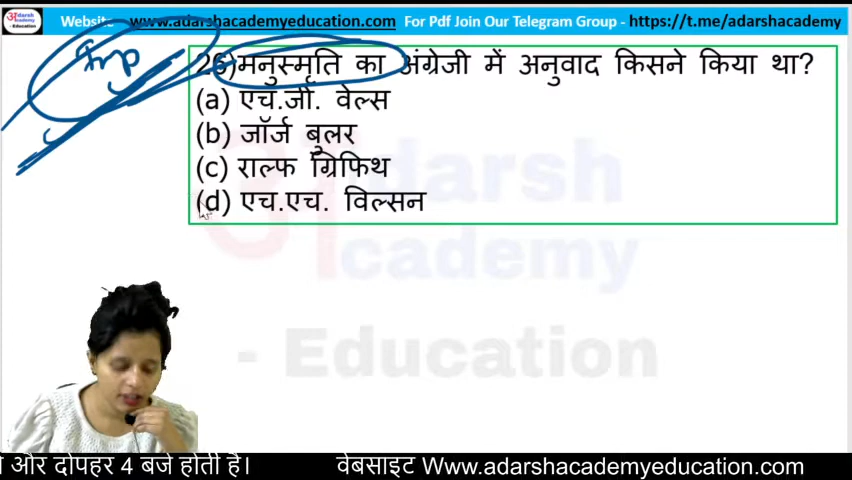 Website - www.adarshacademyeducation.com For Pdf Join Our Telegram Group - https://t.me/adarshacademy
Imp
26)मनुस्मृति का अंग्रेजी में अनुवाद किसने किया था?
(a) एच.जी. वेल्स
(b) जॉर्ज बुलर
(c) राल्फ ग्रिफिथ
(d) एच.एच. विल्सन
adarsh
academy
- Education
और दोपहर 4 बजे होती है। वेबसाइट Www.adarshacademyeducation.com